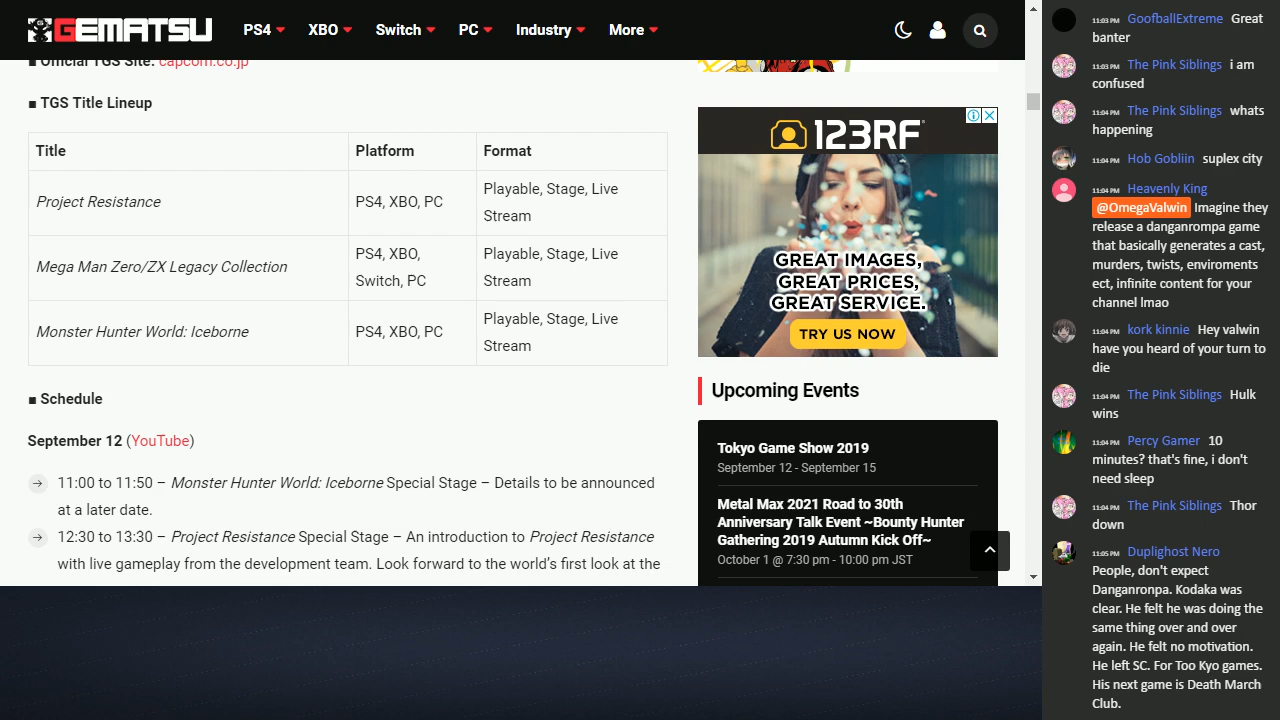 GEMATSU
PS4 XBO Switch PC Industry More
■ Official TGS Site: capcom.co.jp
■ TGS Title Lineup
Title Platform Format
Project Resistance PS4, XBO, PC Playable, Stage, Live
Stream
Mega Man Zero/ZX Legacy Collection PS4, XBO,
Switch, PC Playable, Stage, Live
Stream
Monster Hunter World: Iceborne PS4, XBO, PC Playable, Stage, Live
Stream
■ Schedule
September 12 (YouTube)
11:00 to 11:50 – Monster Hunter World: Iceborne Special Stage – Details to be announced
at a later date.
12:30 to 13:30 – Project Resistance Special Stage – An introduction to Project Resistance
with live gameplay from the development team. Look forward to the world's first look at the
123RF
GREAT IMAGES,
GREAT PRICES,
GREAT SERVICE.
TRY US NOW
Upcoming Events
Tokyo Game Show 2019
September 12 - September 15
Metal Max 2021 Road to 30th
Anniversary Talk Event ~Bounty Hunter
Gathering 2019 Autumn Kick Off~
October 1 @ 7:30 pm - 10:00 pm JST
11:03 PM GoofballExtreme Great
banter
11:03 PM The Pink Siblings i am
confused
11:04 PM The Pink Siblings whats
happening
11:04 PM Hob Gobliin suplex city
11:04 PM Heavenly King
@OmegaValwin Imagine they
release a danganrompa game
that basically generates a cast,
murders, twists, enviroments
ect, infinite content for your
channel lmao
11:04 PM kork kinnie Hey valwin
have you heard of your turn to
die
11:04 PM The Pink Siblings Hulk
wins
11:04 PM Percy Gamer 10
minutes? that's fine, i don't
need sleep
11:04 PM The Pink Siblings Thor
down
11:05 PM Duplighost Nero
People, don't expect
Danganronpa. Kodaka was
clear. He felt he was doing the
same thing over and over
again. He felt no motivation.
He left SC. For Too Kyo games.
His next game is Death March
Club.